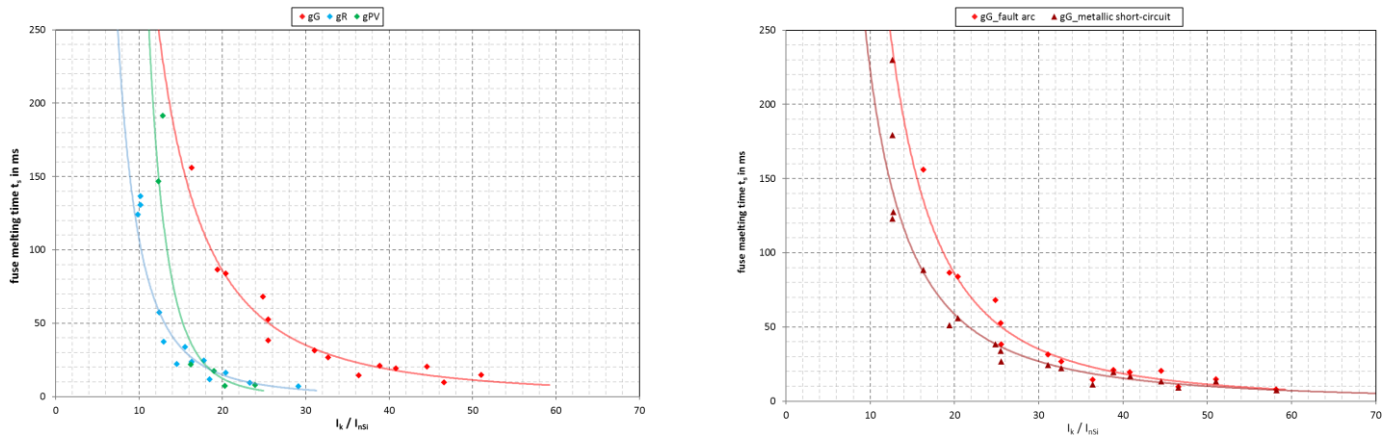 gG gR gPV
250
200
150
100
50
0
0 10 20 30 40 50 60 70
fuse melting time ts in ms
Ik / InSi
gG_fault arc gG_metallic short-circuit
250
200
150
100
50
0
0 10 20 30 40 50 60 70
fuse maelting time ts in ms
Ik / InSi